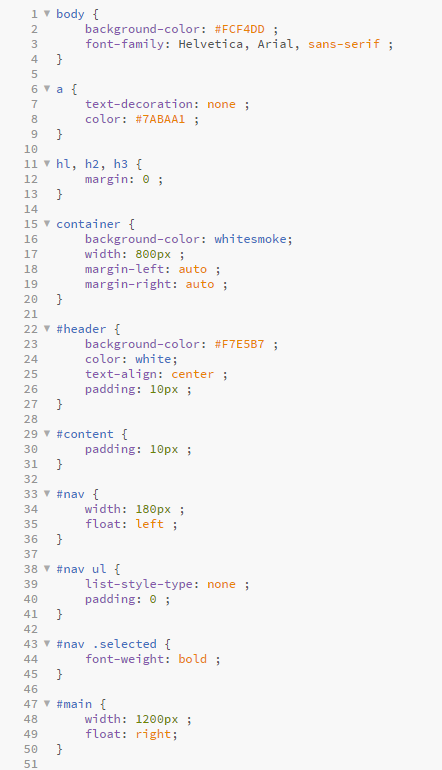 1 body {
2 background-color: #FCF4DD ;
3 font-family: Helvetica, Arial, sans-serif ;
4 }
5
6 a {
7 text-decoration: none ;
8 color: #7ABAA1 ;
9 }
10
11 hl, h2, h3 {
12 margin: 0 ;
13 }
14
15 container {
16 background-color: whitesmoke;
17 width: 800px ;
18 margin-left: auto ;
19 margin-right: auto ;
20 }
21
22 #header {
23 background-color: #F7E5B7 ;
24 color: white;
25 text-align: center ;
26 padding: 10px ;
27 }
28
29 #content {
30 padding: 10px ;
31 }
32
33 #nav {
34 width: 180px ;
35 float: left ;
36 }
37
38 #nav ul {
39 list-style-type: none ;
40 padding: 0 ;
41 }
42
43 #nav .selected {
44 font-weight: bold ;
45 }
46
47 #main {
48 width: 1200px ;
49 float: right;
50 }
51